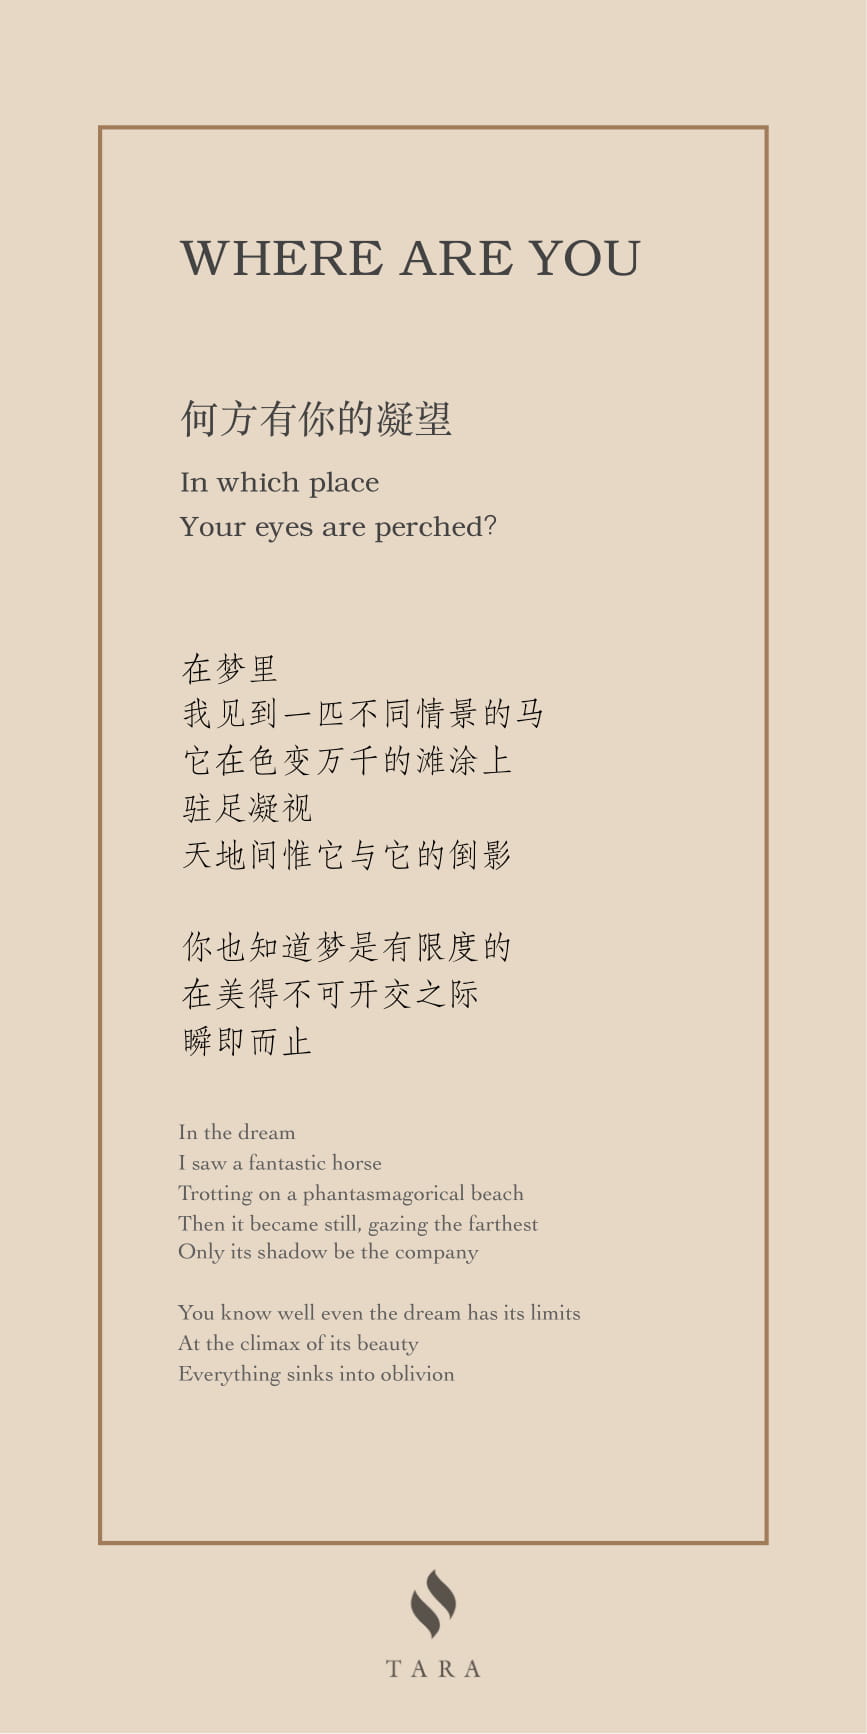 WHERE ARE YOU
何方有你的凝望
In which place
Your eyes are perched?
在梦里
我见到一匹不同情景的马
它在色变万千的滩涂上
驻足凝视
天地间惟它与它的倒影
你也知道梦是有限度的
在美得不可开交之际
瞬即而止
In the dream
I saw a fantastic horse
Trotting on a phantasmagorical beach
Then it became still, gazing the farthest
Only its shadow be the company
You know well even the dream has its limits
At the climax of its beauty
Everything sinks into oblivion
TARA